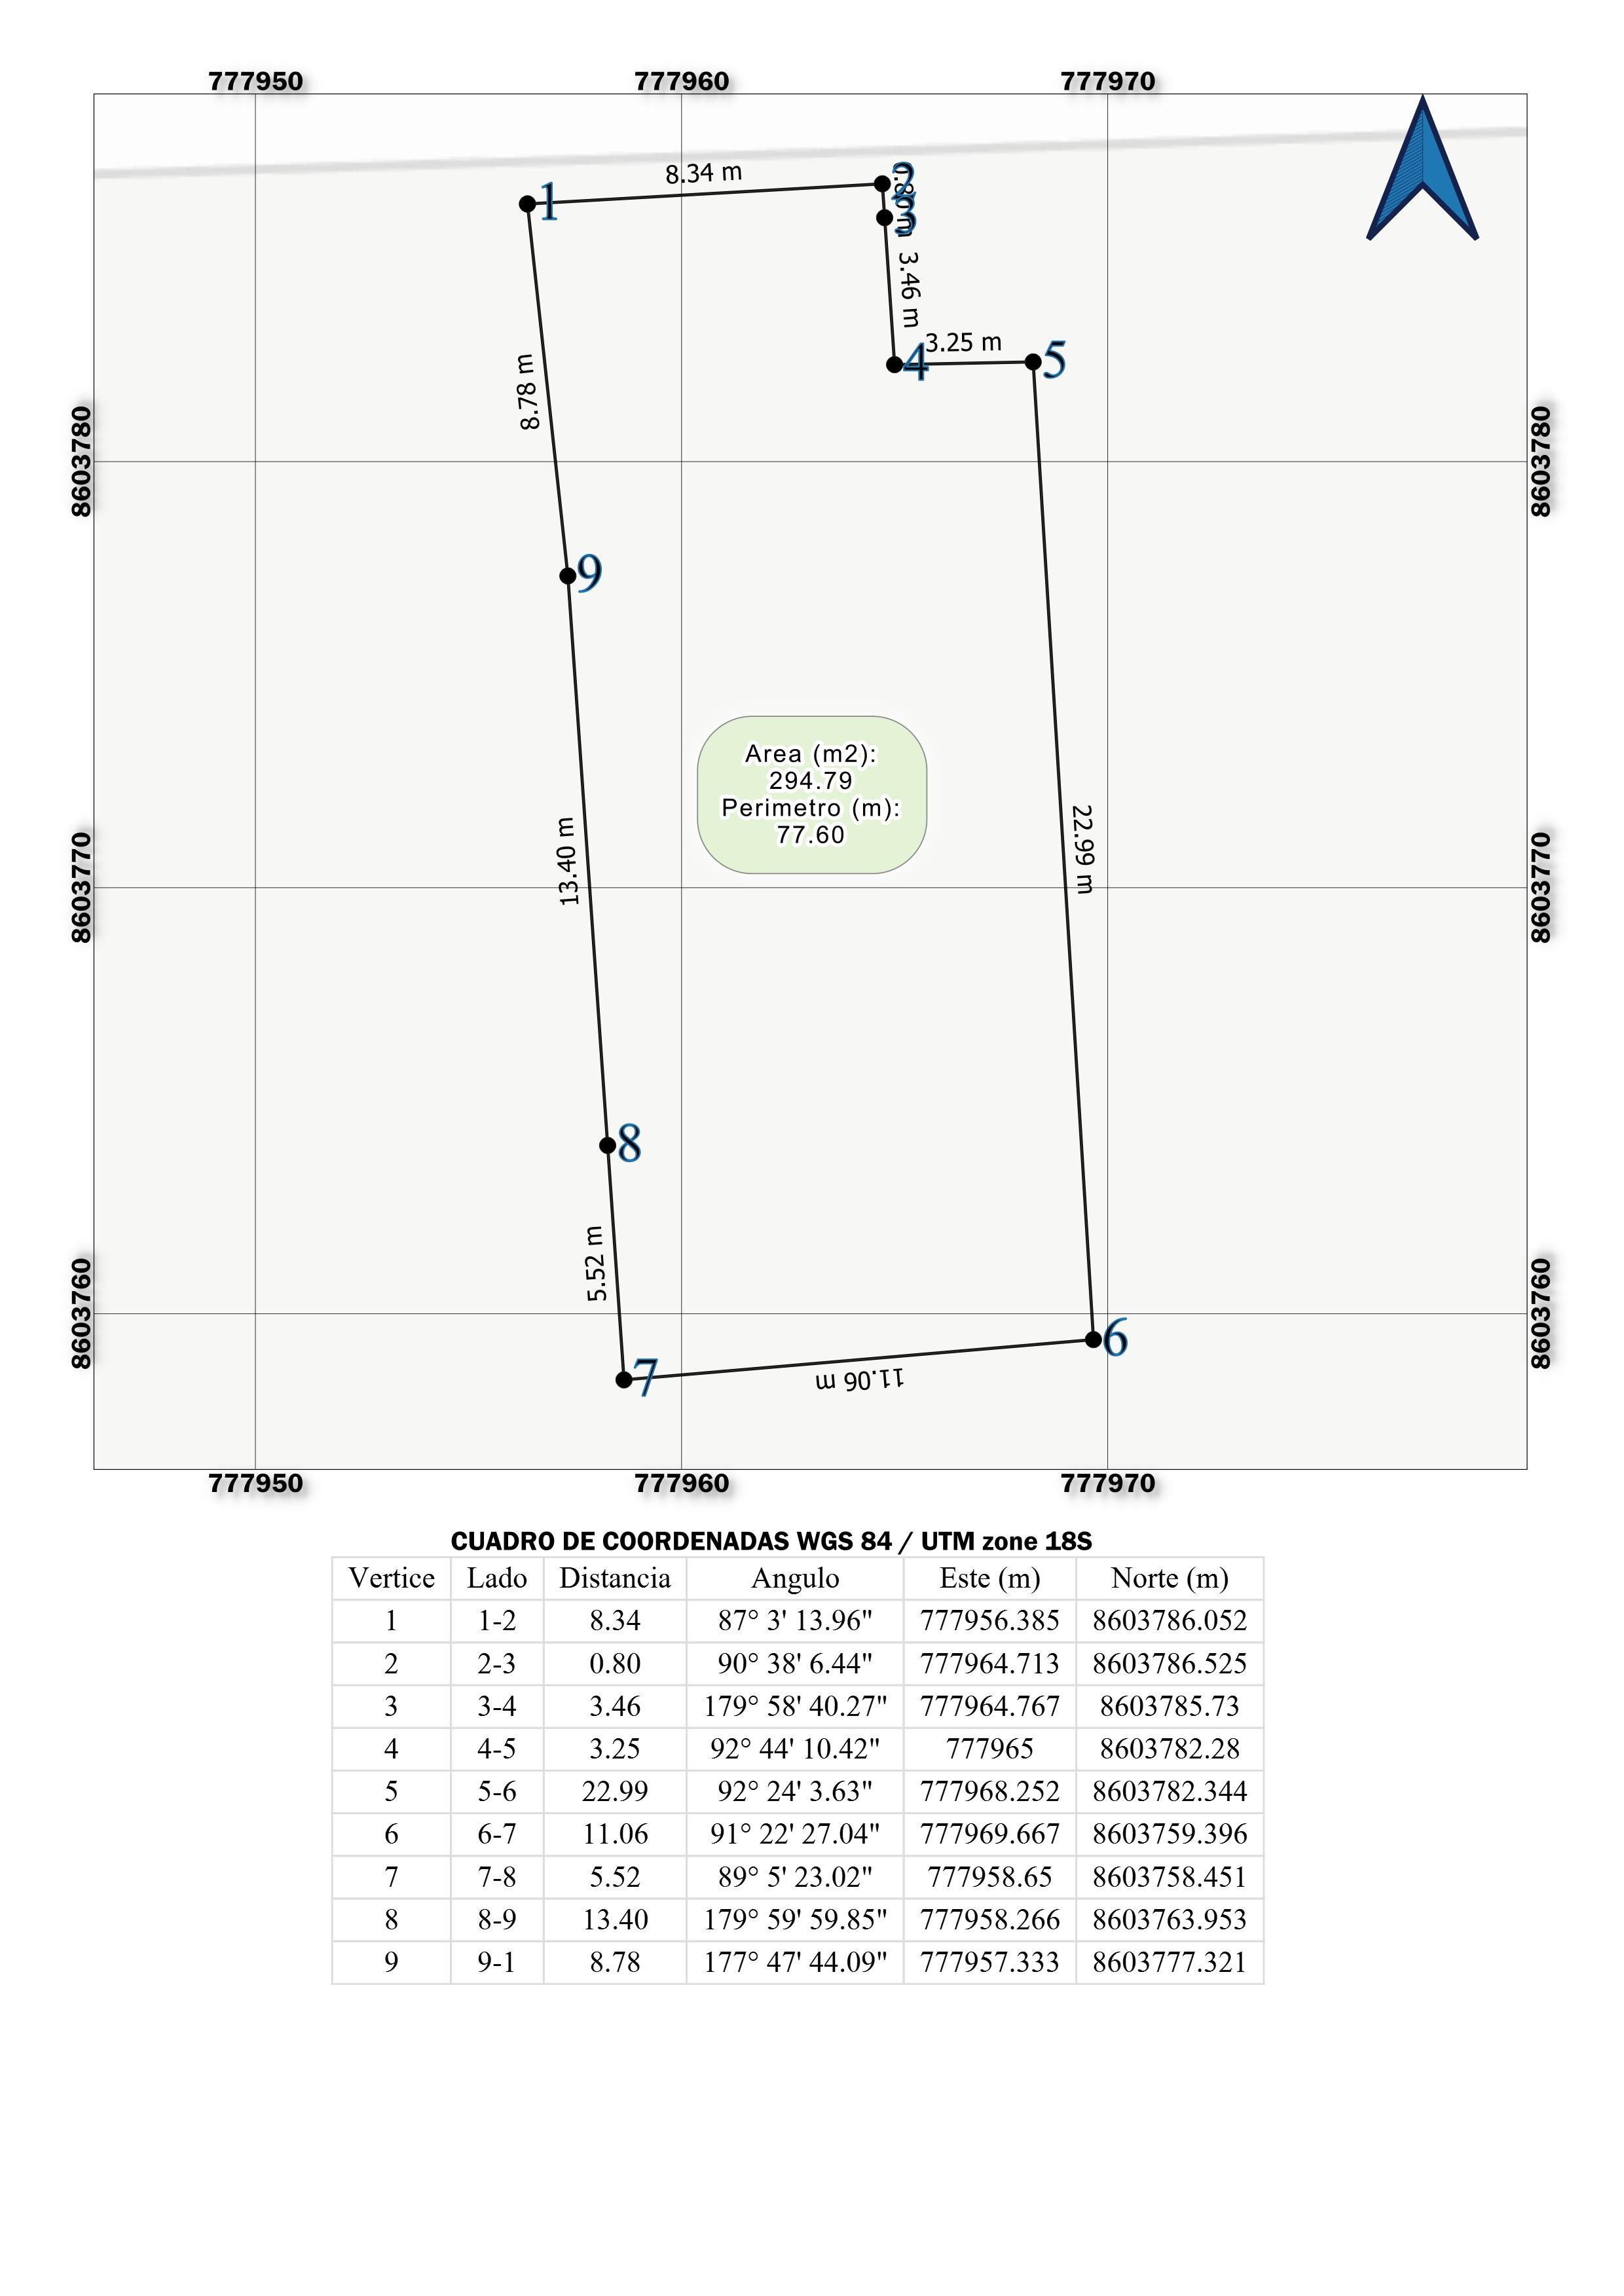 777950 777960 777970
8.34 m
1
2
0.80 m
3
3.46 m
3.25 m
4
5
8.78 m
8603780
8603780
9
Area (m2):
294.79
Perimetro (m):
77.60
13.40 m
22.99 m
8603770
8603770
8
5.52 m
8603760
8603760
6
7
11.06 m
777950 777960 777970
CUADRO DE COORDENADAS WGS 84 / UTM zone 18S
Vertice Lado Distancia Angulo Este (m) Norte (m)
1 1-2 8.34 87° 3' 13.96" 777956.385 8603786.052
2 2-3 0.80 90° 38' 6.44" 777964.713 8603786.525
3 3-4 3.46 179° 58' 40.27" 777964.767 8603785.73
4 4-5 3.25 92° 44' 10.42" 777965 8603782.28
5 5-6 22.99 92° 24' 3.63" 777968.252 8603782.344
6 6-7 11.06 91° 22' 27.04" 777969.667 8603759.396
7 7-8 5.52 89° 5' 23.02" 777958.65 8603758.451
8 8-9 13.40 179° 59' 59.85" 777958.266 8603763.953
9 9-1 8.78 177° 47' 44.09" 777957.333 8603777.321